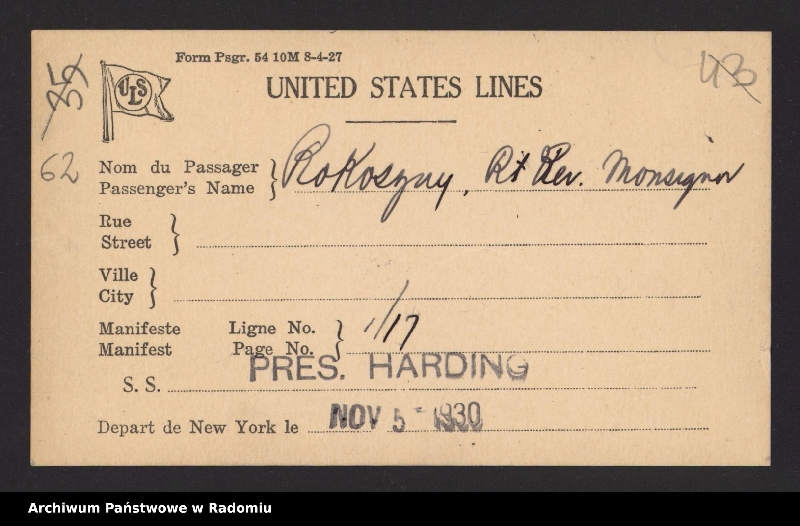 Form Psgr. 54 10M 8-4-27
35
ULS
43
UNITED STATES LINES
62
Nom du Passager
Passenger's Name
Rokoszny, Rt Rev. Monsignor
Rue
Street
Ville
City
Manifeste Ligne No.
Manifest Page No.
1/17
S. S. PRES. HARDING
Depart de New York le NOV 5 - 1930
Archiwum Państwowe w Radomiu